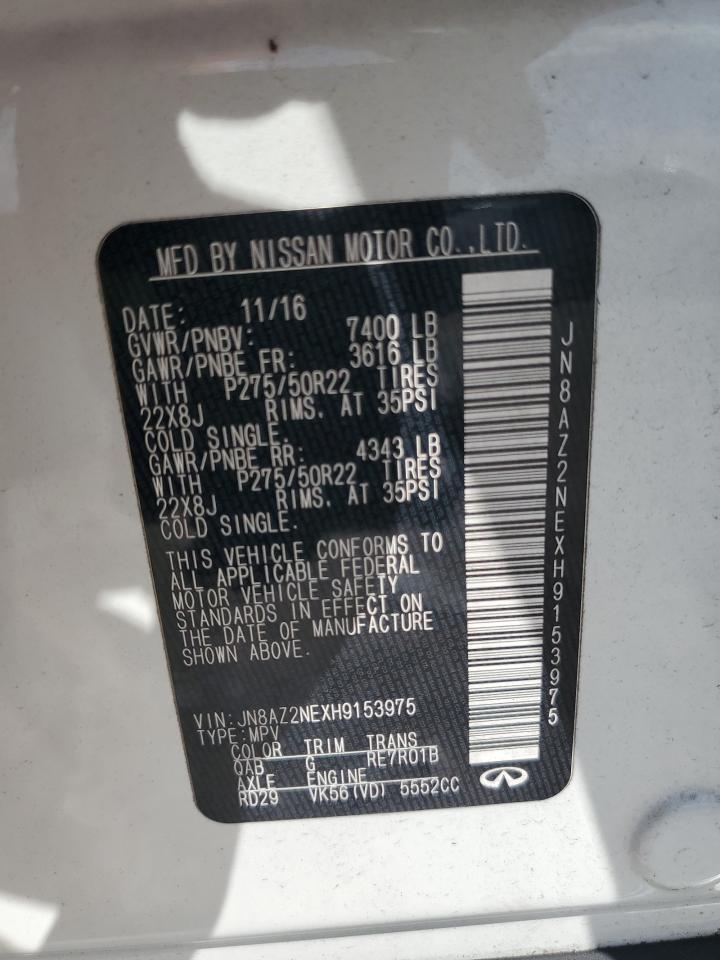 MFD BY NISSAN MOTOR CO.,LTD.
DATE: 11/16
GVWR/PNBV: 7400 LB
GAWR/PNBE FR: 3616 LB
WITH P275/50R22 TIRES
22X8J RIMS. AT 35PSI
COLD SINGLE.
GAWR/PNBE RR: 4343 LB
WITH P275/50R22 TIRES
22X8J RIMS. AT 35PSI
COLD SINGLE.
THIS VEHICLE CONFORMS TO
ALL APPLICABLE FEDERAL
MOTOR VEHICLE SAFETY
STANDARDS IN EFFECT ON
THE DATE OF MANUFACTURE
SHOWN ABOVE.
VIN:JN8AZ2NEXH9153975
TYPE:MPV
COLOR TRIM TRANS
QAB G RE7R01B
AXLE ENGINE
RD29 VK56(VD) 5552CC
JN8AZ2NEXH9153975